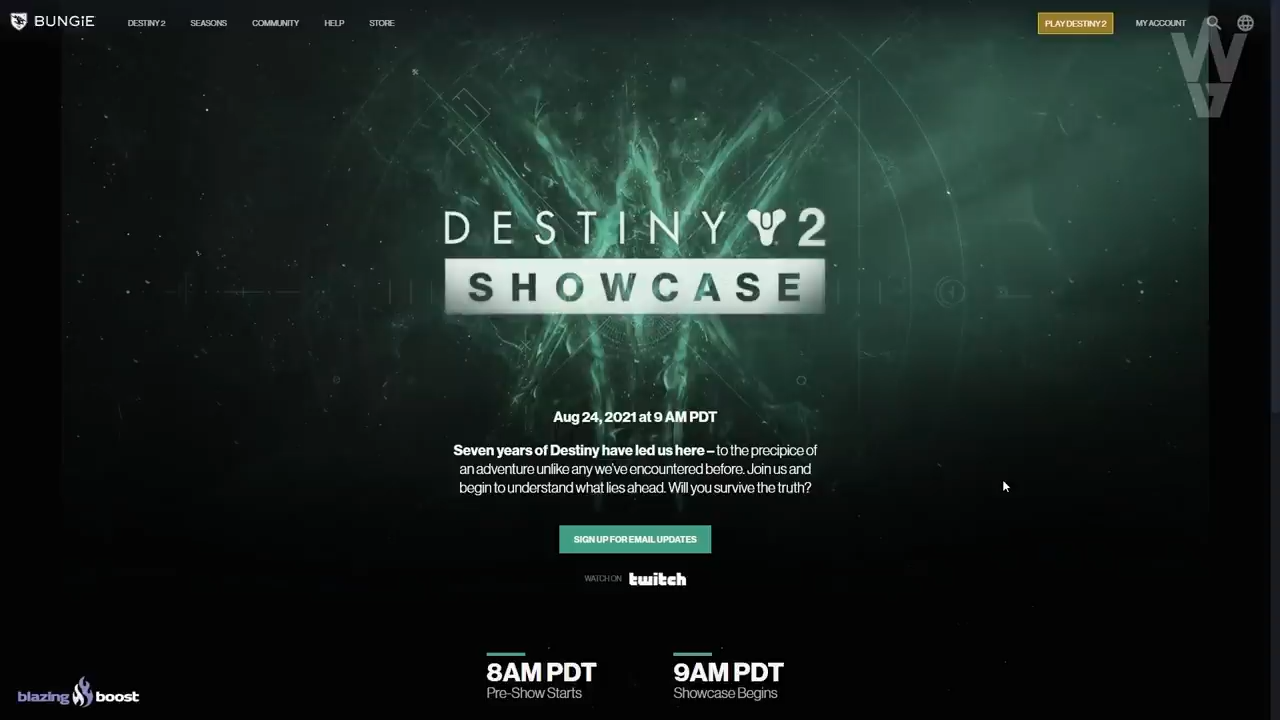 BUNGiE
DESTINY 2
SEASONS
COMMUNITY
HELP
STORE
PLAY DESTINY 2
MY ACCOUNT
DESTINY 2
SHOWCASE
Aug 24, 2021 at 9 AM PDT
Seven years of Destiny have led us here – to the precipice of
an adventure unlike any we've encountered before. Join us and
begin to understand what lies ahead. Will you survive the truth?
SIGN UP FOR EMAIL UPDATES
WATCH ON twitch
8AM PDT
Pre-Show Starts
9AM PDT
Showcase Begins
blazing boost